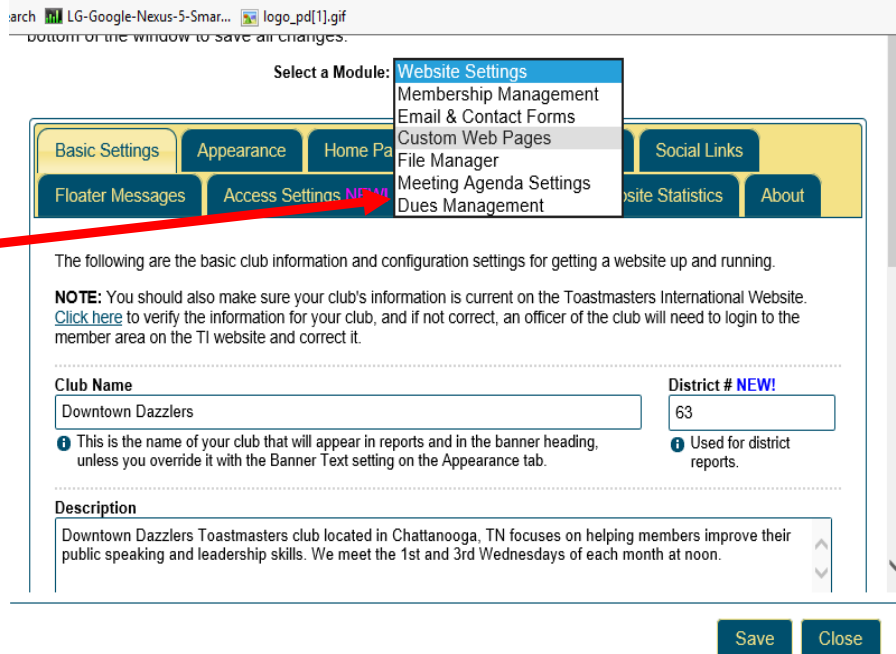 arch LG-Google-Nexus-5-Smar... logo_pd[1].gif
bottom of the window to save all changes.
Select a Module: Website Settings
Membership Management
Email & Contact Forms
Custom Web Pages
File Manager
Meeting Agenda Settings
Dues Management
Basic Settings Appearance Home Pa Social Links
Floater Messages Access Settings NEW! site Statistics About
The following are the basic club information and configuration settings for getting a website up and running.
NOTE: You should also make sure your club's information is current on the Toastmasters International Website.
Click here to verify the information for your club, and if not correct, an officer of the club will need to login to the
member area on the TI website and correct it.
Club Name District # NEW!
Downtown Dazzlers 63
This is the name of your club that will appear in reports and in the banner heading, Used for district
unless you override it with the Banner Text setting on the Appearance tab. reports.
Description
Downtown Dazzlers Toastmasters club located in Chattanooga, TN focuses on helping members improve their
public speaking and leadership skills. We meet the 1st and 3rd Wednesdays of each month at noon.
Save Close